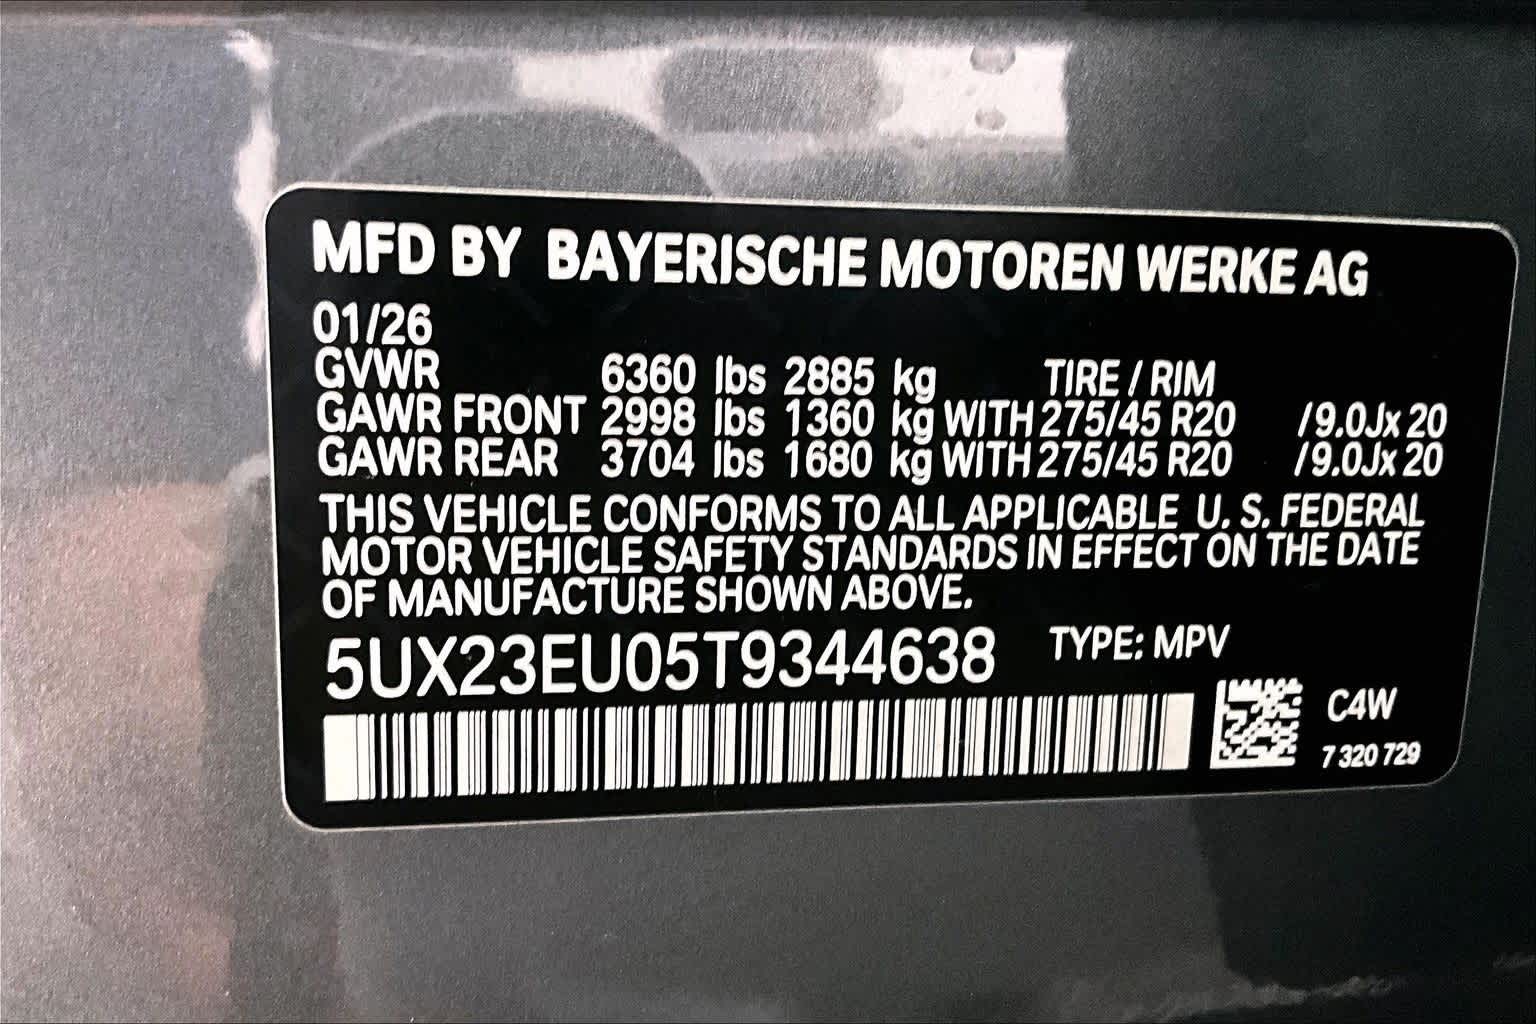 MFD BY BAYERISCHE MOTOREN WERKE AG
01/26
GVWR 6360 lbs 2885 kg TIRE / RIM
GAWR FRONT 2998 lbs 1360 kg WITH 275/45 R20 /9.0Jx 20
GAWR REAR 3704 lbs 1680 kg WITH 275/45 R20 /9.0Jx 20
THIS VEHICLE CONFORMS TO ALL APPLICABLE U. S. FEDERAL
MOTOR VEHICLE SAFETY STANDARDS IN EFFECT ON THE DATE
OF MANUFACTURE SHOWN ABOVE.
5UX23EU05T9344638 TYPE: MPV
C4W
7 320 729